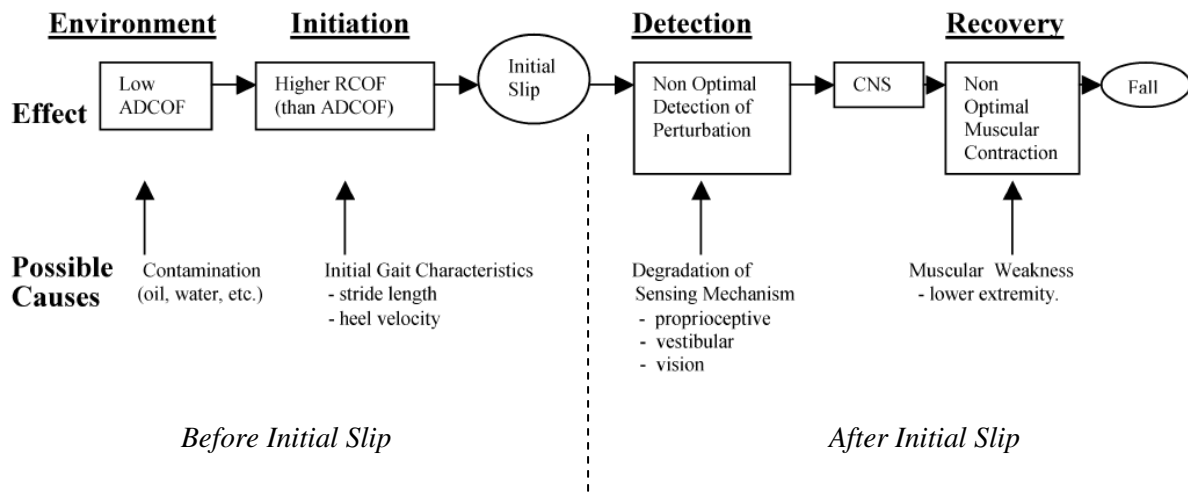 Environment
Initiation
Detection
Recovery
Effect
Low
ADCOF
Higher RCOF
(than ADCOF)
Initial
Slip
Non Optimal
Detection of
Perturbation
CNS
Non
Optimal
Muscular
Contraction
Fall
Possible
Causes
Contamination
(oil, water, etc.)
Initial Gait Characteristics
- stride length
- heel velocity
Degradation of
Sensing Mechanism
- proprioceptive
- vestibular
- vision
Muscular Weakness
- lower extremity.
Before Initial Slip
After Initial Slip